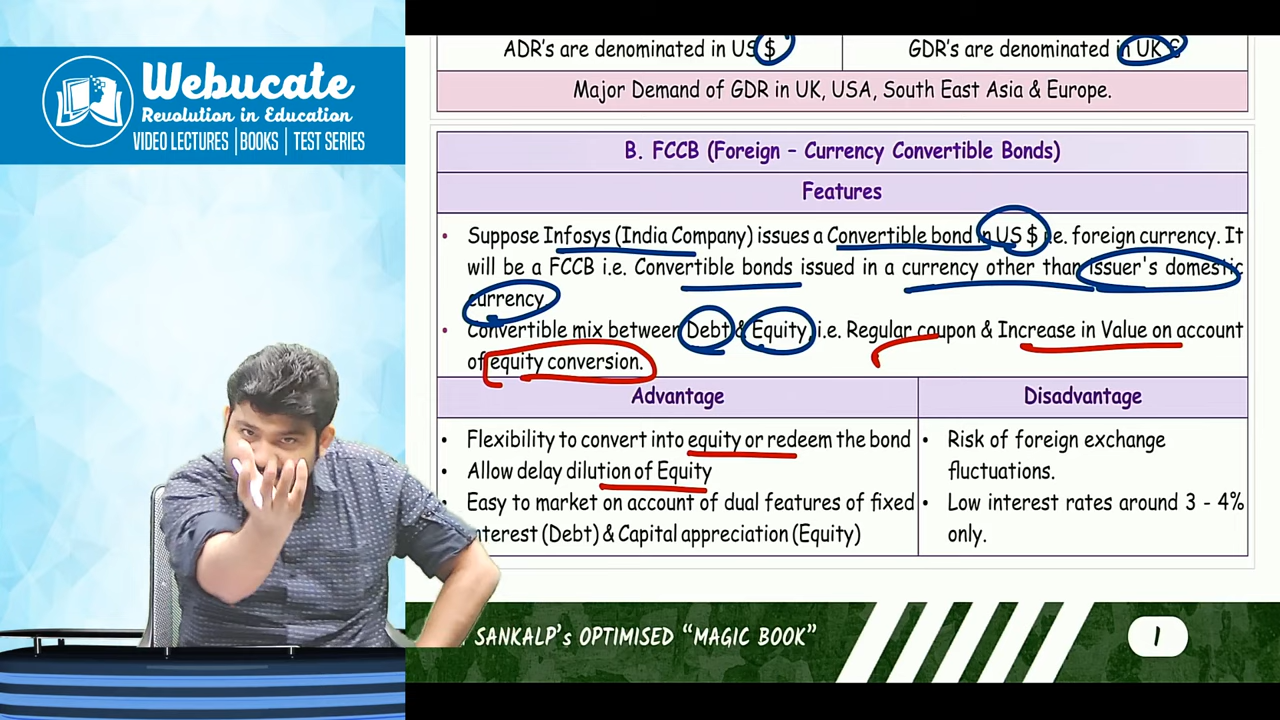 Webucate
Revolution in Education
VIDEO LECTURES | BOOKS | TEST SERIES
ADR's are denominated in US $
GDR's are denominated in UK £
Major Demand of GDR in UK, USA, South East Asia & Europe.
B. FCCB (Foreign – Currency Convertible Bonds)
Features
• Suppose Infosys (India Company) issues a Convertible bond in US $ i.e. foreign currency. It
will be a FCCB i.e. Convertible bonds issued in a currency other than issuer's domestic
currency.
• Convertible mix between Debt & Equity, i.e. Regular coupon & Increase in Value on account
of equity conversion.
Advantage
• Flexibility to convert into equity or redeem the bond
• Allow delay dilution of Equity
• Easy to market on account of dual features of fixed
interest (Debt) & Capital appreciation (Equity)
Disadvantage
• Risk of foreign exchange
fluctuations.
• Low interest rates around 3 - 4%
only.
SANKALP's OPTIMISED "MAGIC BOOK"
1